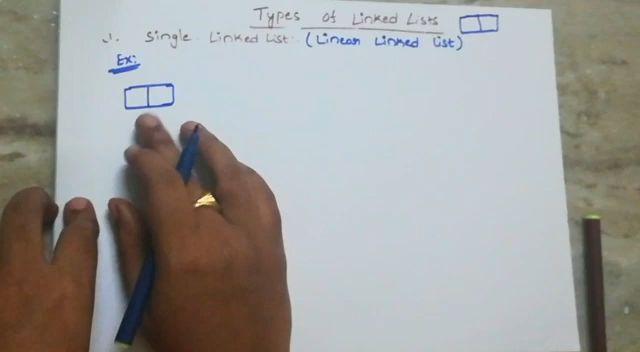 Types of Linked Lists
1. Single Linked List: (Linear Linked list)
Ex: